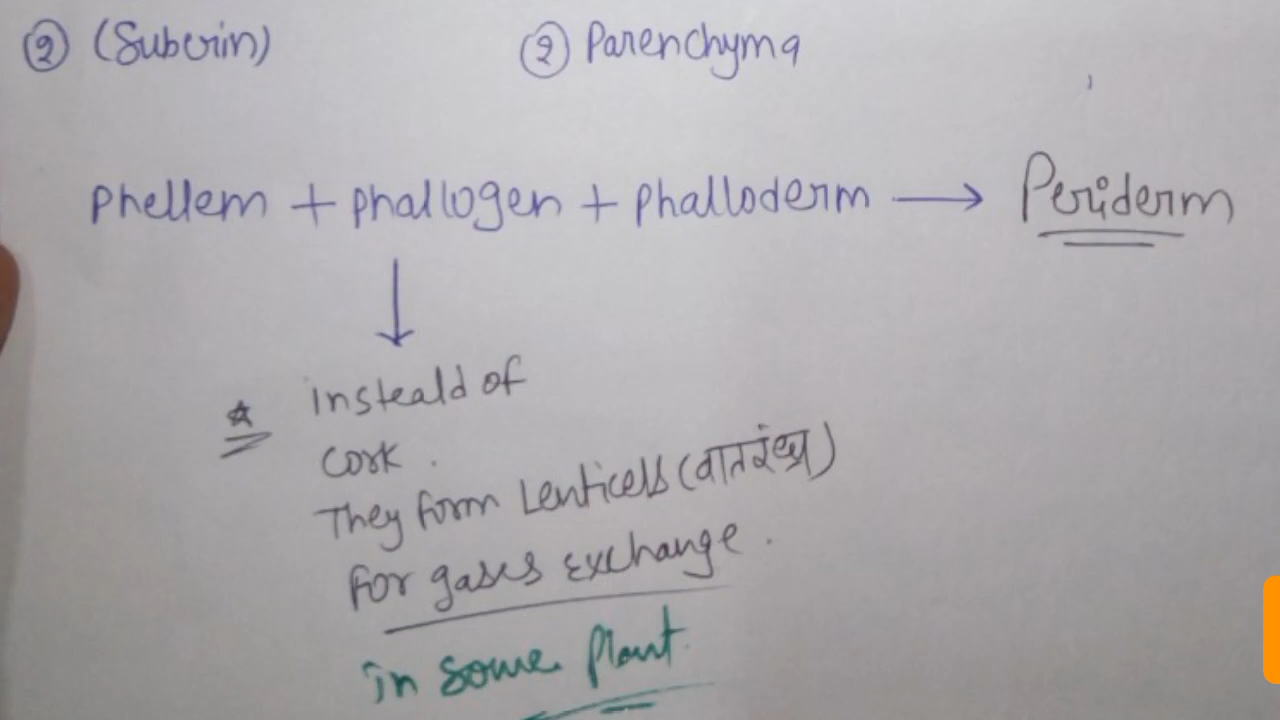 ② (Suberin) ② Parenchyma
Phellem + phallogen + phalloderm → Periderm
↓
☆ insteald of
cork .
They form Lenticells (वातरंध्र)
For gases exchange .
in some plant.